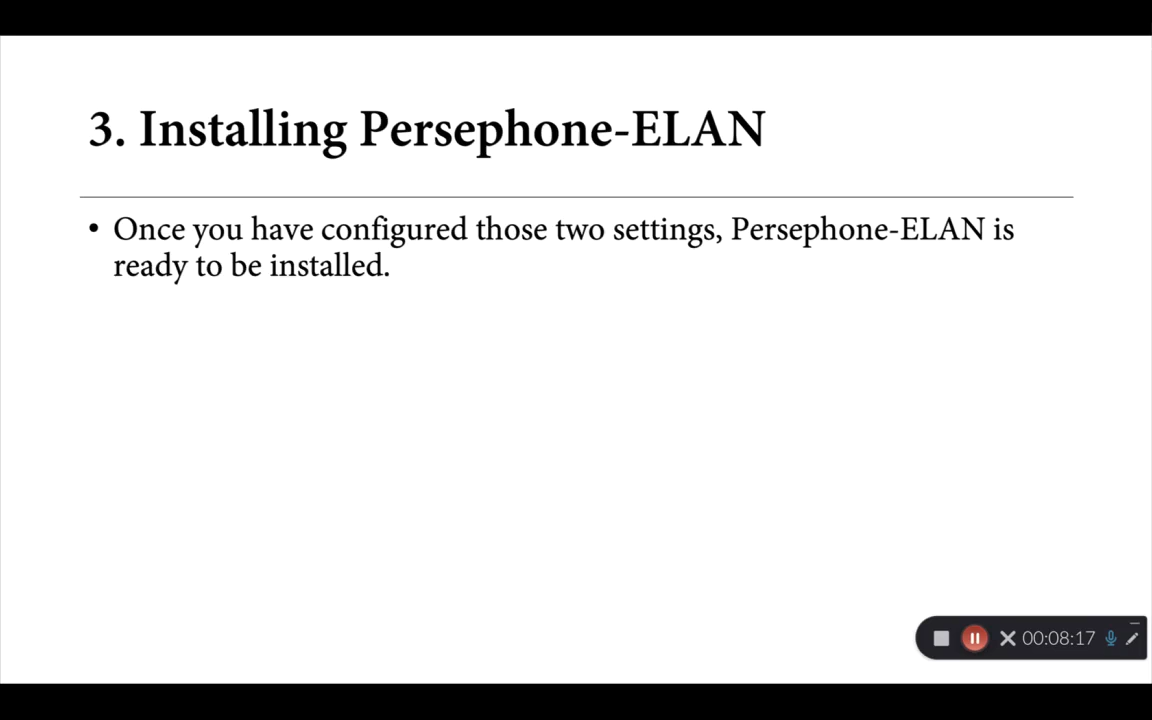 3. Installing Persephone-ELAN
• Once you have configured those two settings, Persephone-ELAN is
ready to be installed.
00:08:17